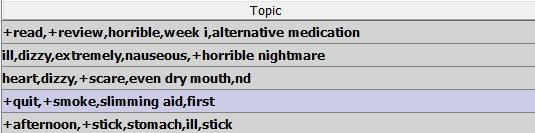 Topic
+read,+review,horrible,week i,alternative medication
ill,dizzy,extremely,nauseous,+horrible nightmare
heart,dizzy,+scare,even dry mouth,nd
+quit,+smoke,slimming aid,first
+afternoon,+stick,stomach,ill,stick